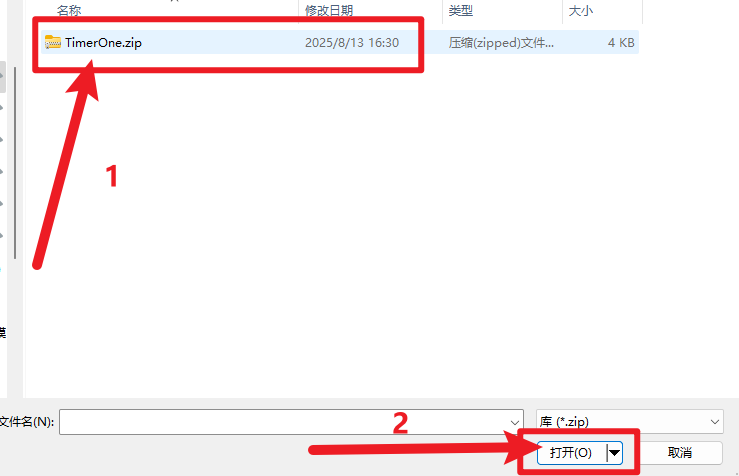 名称 修改日期 类型 大小
TimerOne.zip 2025/8/13 16:30 压缩(zipped)文件... 4 KB
1
模
文件名(N): 库 (*.zip)
2
打开(O) 取消